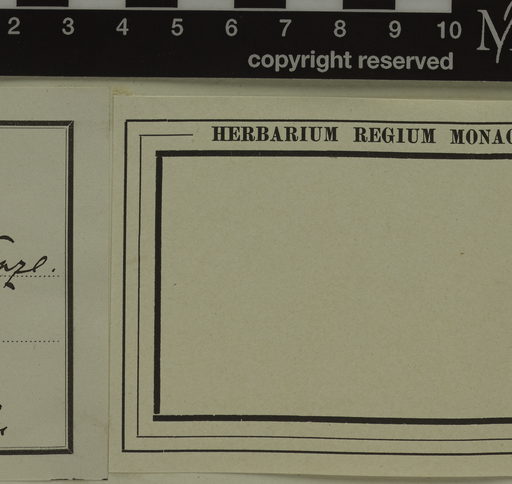 2 3 4 5 6 7 8 9 10 M
copyright reserved
HERBARIUM REGIUM MONAC